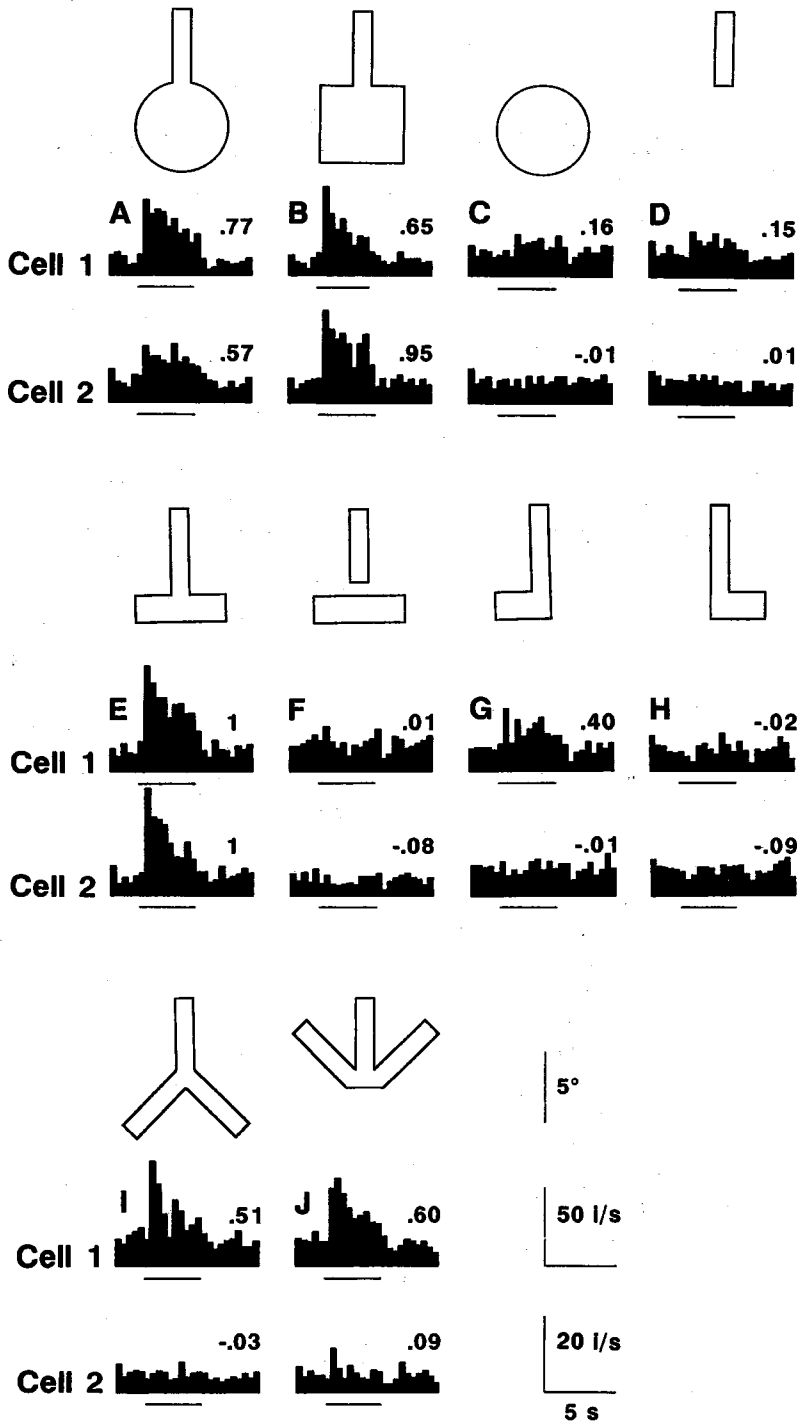 A .77 B .65 C .16 D .15
Cell 1
.57 .95 -.01 .01
Cell 2
E 1 F .01 G .40 H -.02
Cell 1
1 -.08 -.01 -.09
Cell 2
5°
I .51 J .60 50 i/s
Cell 1
-.03 .09 20 i/s
Cell 2
5 s